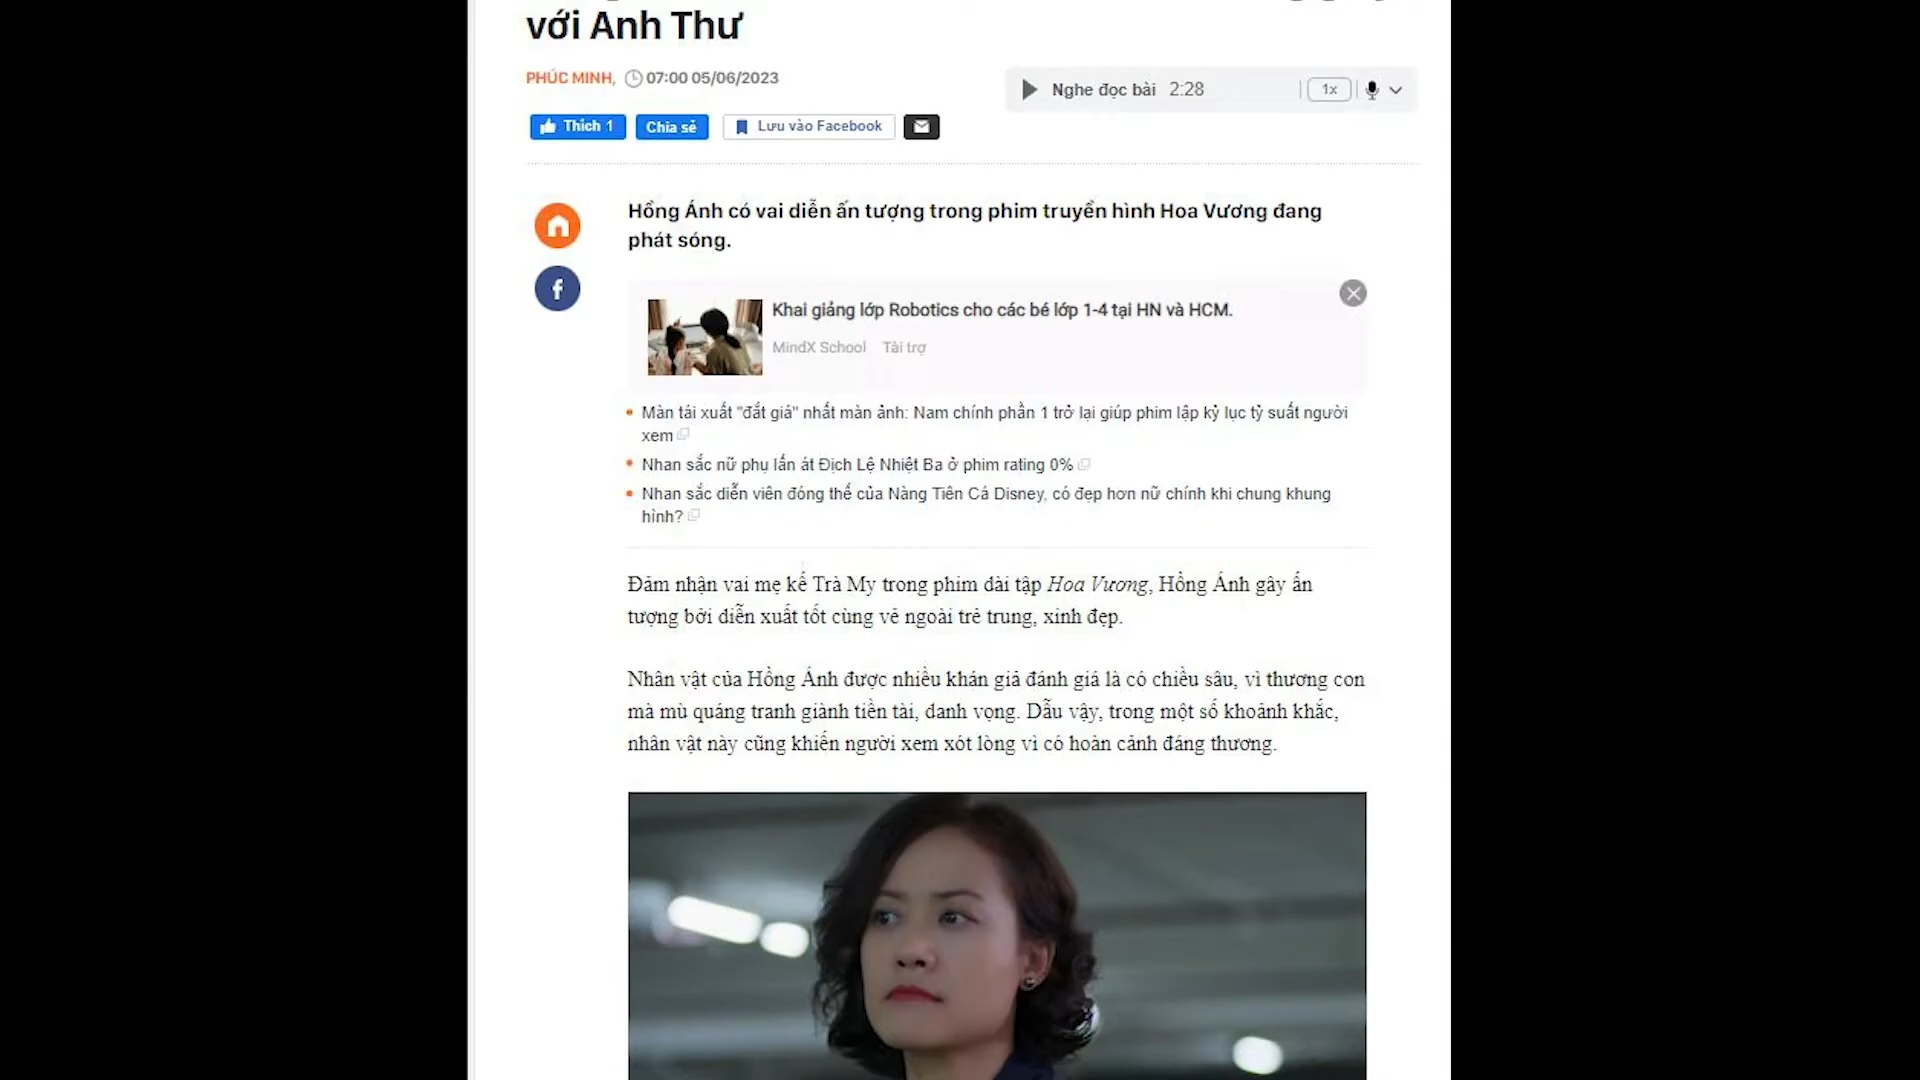 với Anh Thư
PHÚC MINH, 07:00 05/06/2023
Nghe đọc bài 2:28 1x
Thích 1 Chia sẻ Lưu vào Facebook
Hồng Ánh có vai diễn ấn tượng trong phim truyền hình Hoa Vương đang
phát sóng.
Khai giảng lớp Robotics cho các bé lớp 1-4 tại HN và HCM.
MindX School Tài trợ
Màn tái xuất "đắt giá" nhất màn ảnh: Nam chính phần 1 trở lại giúp phim lập kỷ lục tỷ suất người
xem
Nhan sắc nữ phụ lấn át Địch Lệ Nhiệt Ba ở phim rating 0%
Nhan sắc diễn viên đóng thế của Nàng Tiên Cá Disney, có đẹp hơn nữ chính khi chung khung
hình?
Đảm nhận vai mẹ kế Trà My trong phim dài tập Hoa Vương, Hồng Ánh gây ấn
tượng bởi diễn xuất tốt cùng vẻ ngoài trẻ trung, xinh đẹp.
Nhân vật của Hồng Ánh được nhiều khán giả đánh giá là có chiều sâu, vì thương con
mà mù quáng tranh giành tiền tài, danh vọng. Dẫu vậy, trong một số khoảnh khắc,
nhân vật này cũng khiến người xem xót lòng vì có hoàn cảnh đáng thương.